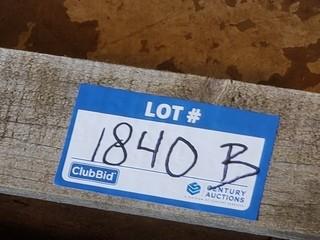 LOT #
1840 B
ClubBid
CENTURY
AUCTIONS